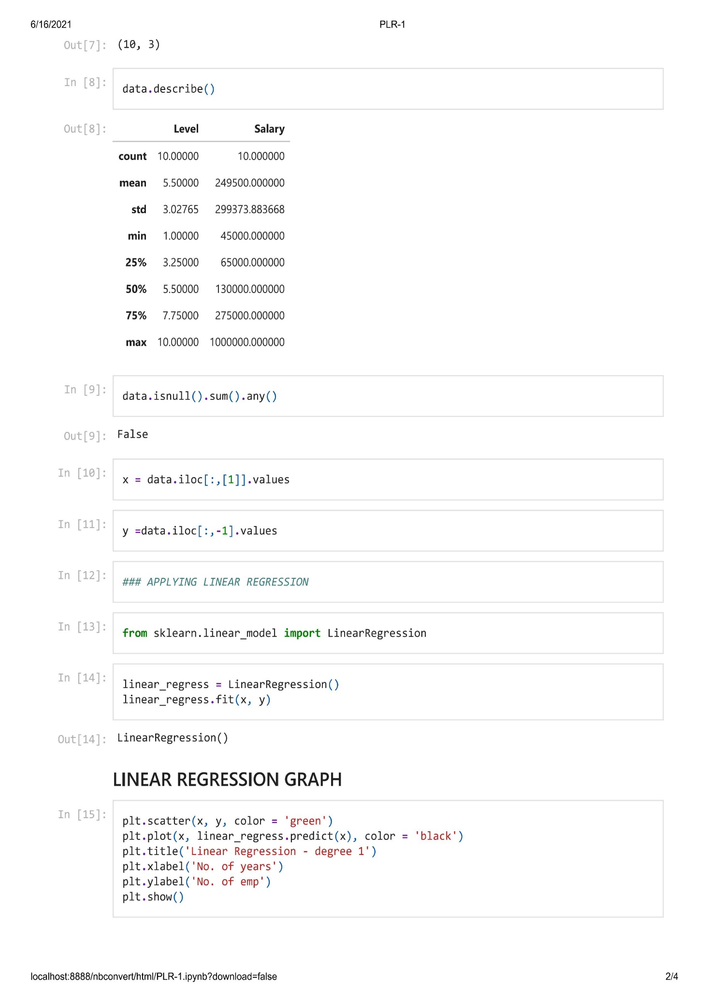 6/16/2021 PLR-1
Out[7]: (10, 3)
In [8]: data.describe()
Out[8]: Level Salary
count 10.00000 10.000000
mean 5.50000 249500.000000
std 3.02765 299373.883668
min 1.00000 45000.000000
25% 3.25000 65000.000000
50% 5.50000 130000.000000
75% 7.75000 275000.000000
max 10.00000 1000000.000000
In [9]: data.isnull().sum().any()
Out[9]: False
In [10]: x = data.iloc[:,[1]].values
In [11]: y =data.iloc[:,-1].values
In [12]: ### APPLYING LINEAR REGRESSION
In [13]: from sklearn.linear_model import LinearRegression
In [14]: linear_regress = LinearRegression()
linear_regress.fit(x, y)
Out[14]: LinearRegression()
LINEAR REGRESSION GRAPH
In [15]: plt.scatter(x, y, color = 'green')
plt.plot(x, linear_regress.predict(x), color = 'black')
plt.title('Linear Regression - degree 1')
plt.xlabel('No. of years')
plt.ylabel('No. of emp')
plt.show()
localhost:8888/nbconvert/html/PLR-1.ipynb?download=false 2/4